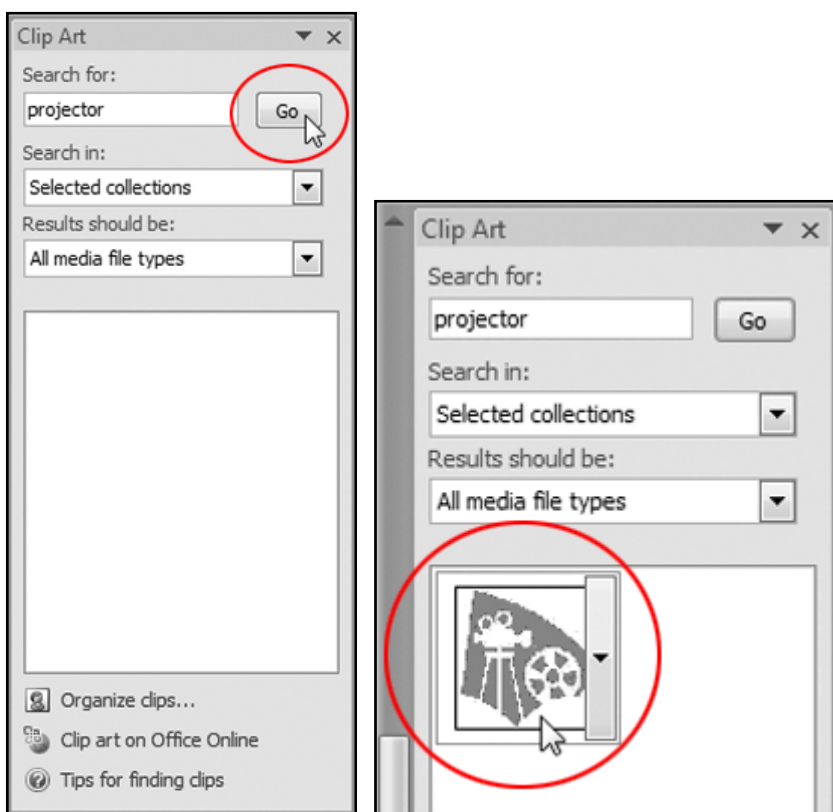 Clip Art
Search for:
projector
Go
Search in:
Selected collections
Results should be:
All media file types
Organize clips...
Clip art on Office Online
Tips for finding clips
Clip Art
Search for:
projector
Go
Search in:
Selected collections
Results should be:
All media file types